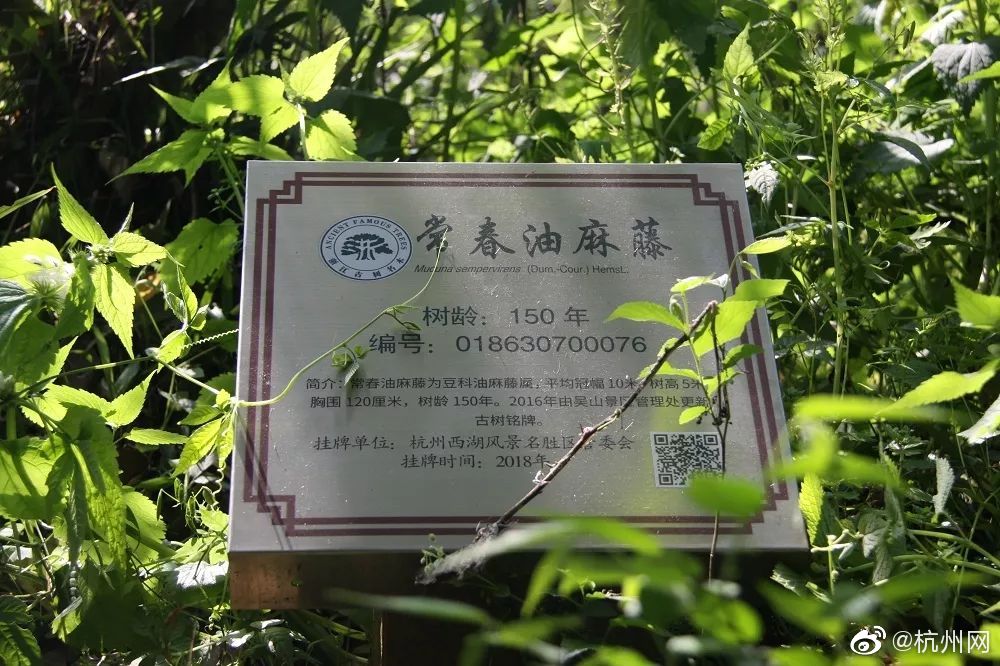 ANCIENT FAMOUS TREES
浙江古树名木
常春油麻藤
Mucuna sempervirens (Dum.-Cour.) Hemsl.
树龄：150 年
编号：018630700076
简介：常春油麻藤为豆科油麻藤属，平均冠幅 10米，树高 5米
胸围 120厘米，树龄 150年。2016年由吴山景区管理处更新
古树铭牌。
挂牌单位：杭州西湖风景名胜区管委会
挂牌时间：2018年
@杭州网